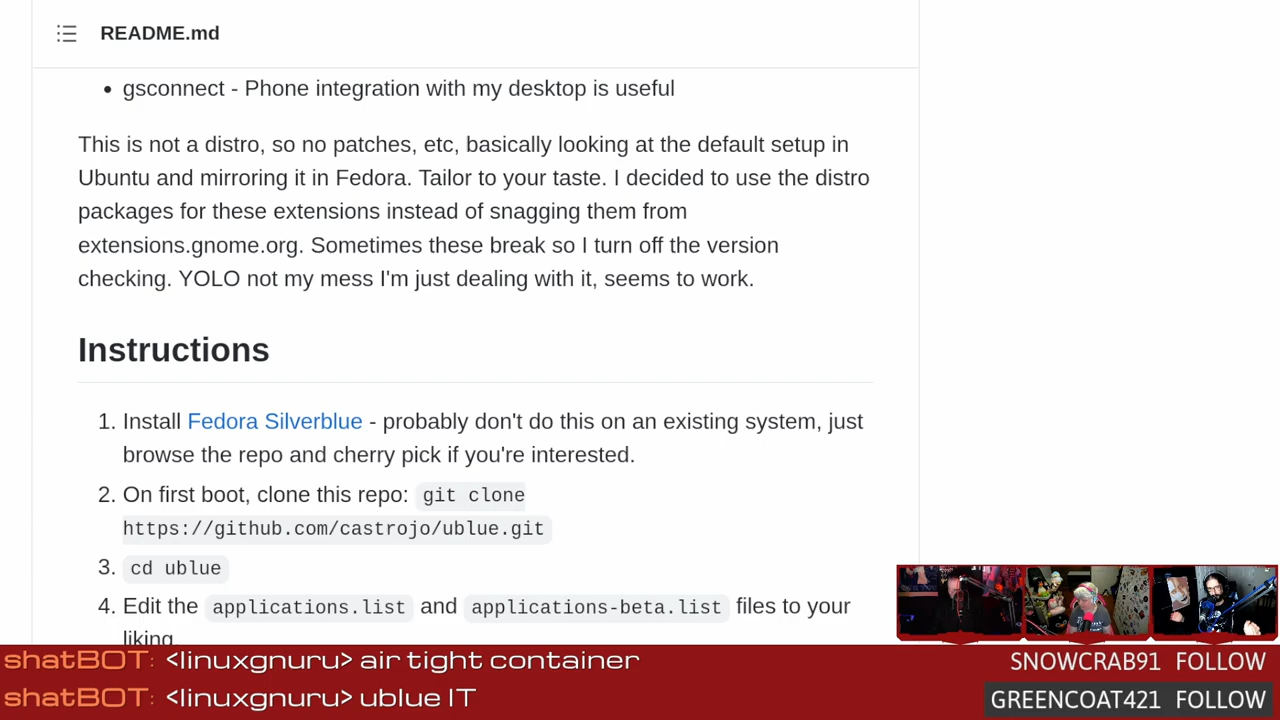 README.md
• gsconnect - Phone integration with my desktop is useful
This is not a distro, so no patches, etc, basically looking at the default setup in
Ubuntu and mirroring it in Fedora. Tailor to your taste. I decided to use the distro
packages for these extensions instead of snagging them from
extensions.gnome.org. Sometimes these break so I turn off the version
checking. YOLO not my mess I'm just dealing with it, seems to work.
Instructions
1. Install Fedora Silverblue - probably don't do this on an existing system, just
browse the repo and cherry pick if you're interested.
2. On first boot, clone this repo: git clone
https://github.com/castrojo/ublue.git
3. cd ublue
4. Edit the applications.list and applications-beta.list files to your
liking
shatBOT: <linuxgnuru> air tight container
shatBOT: <linuxgnuru> ublue IT
SNOWCRAB91 FOLLOW
GREENCOAT421 FOLLOW